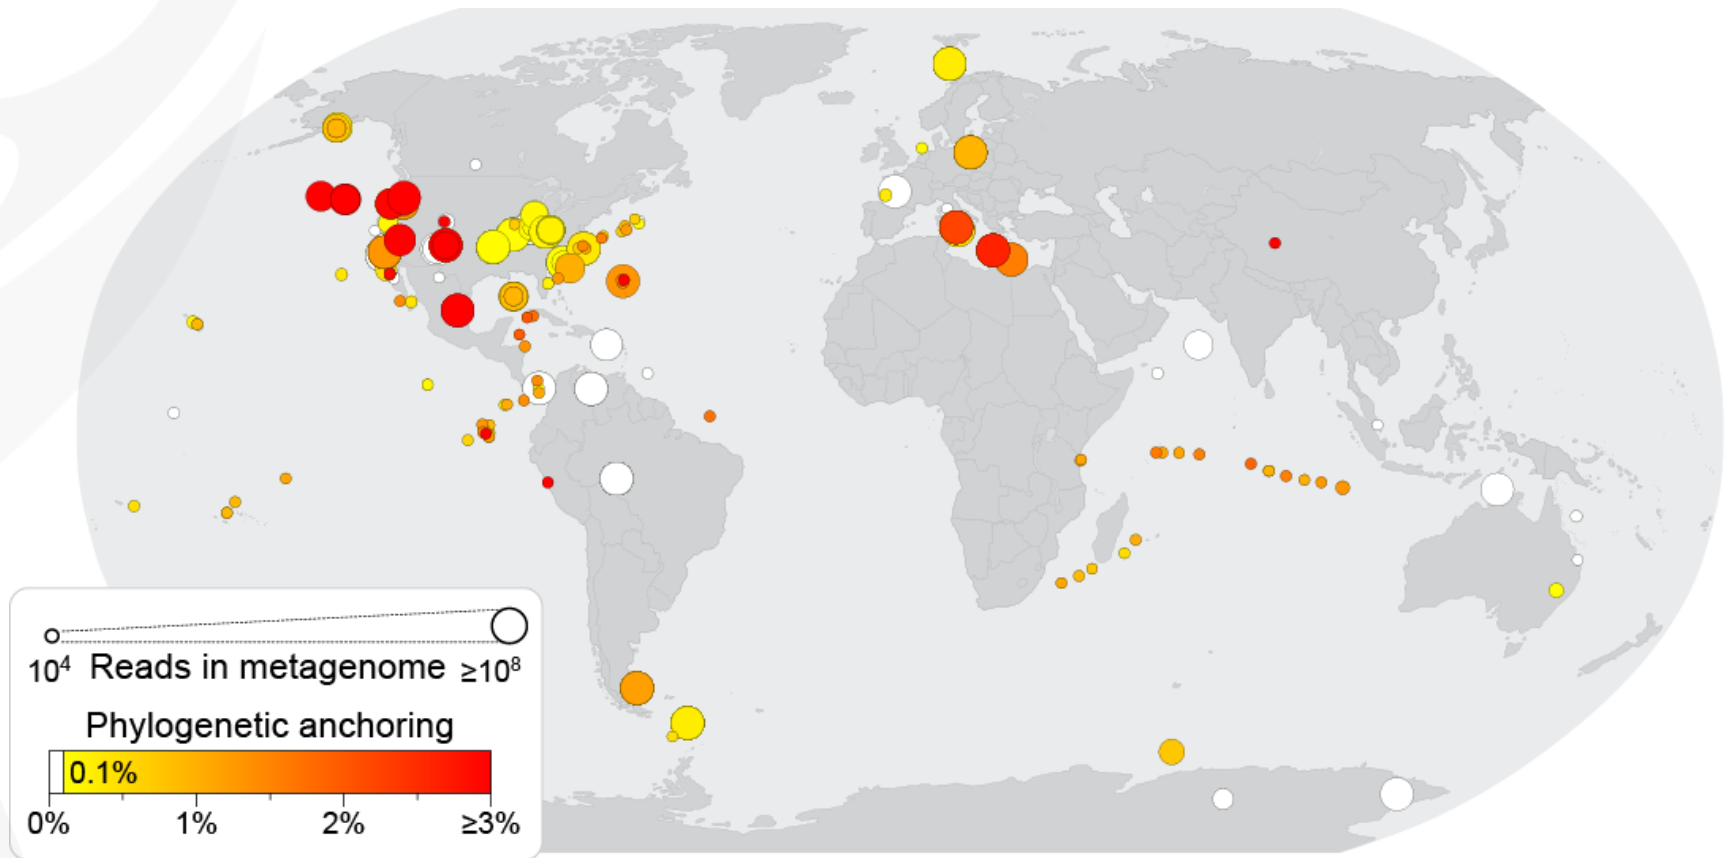 10⁴ Reads in metagenome ≥10⁸
Phylogenetic anchoring
0.1%
0% 1% 2% ≥3%